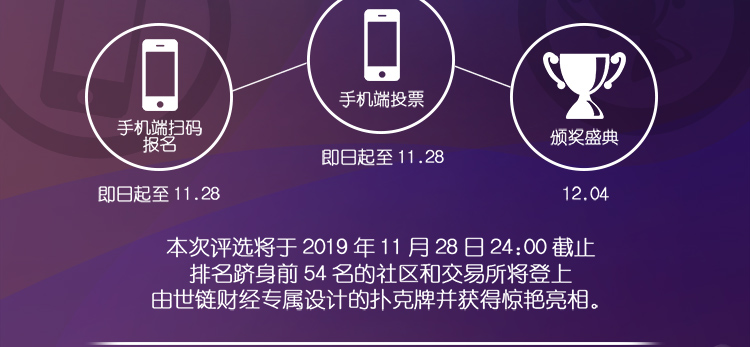 手机端扫码
报名
即日起至 11.28
手机端投票
即日起至 11.28
颁奖盛典
12.04
本次评选将于 2019 年 11 月 28 日 24:00 截止
排名跻身前 54 名的社区和交易所将登上
由世链财经专属设计的扑克牌并获得惊艳亮相。